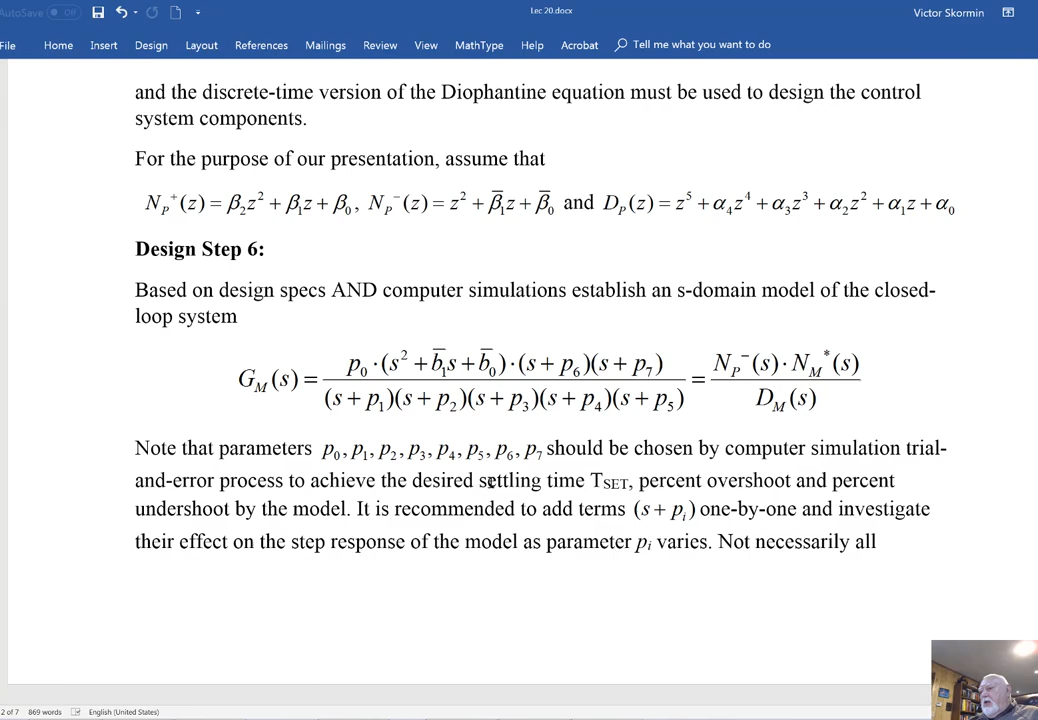 AutoSave Off Lec 20.docx Victor Skormin
File Home Insert Design Layout References Mailings Review View MathType Help Acrobat Tell me what you want to do
and the discrete-time version of the Diophantine equation must be used to design the control
system components.
For the purpose of our presentation, assume that
N_P⁺(z) = β₂z² + β₁z + β₀, N_P⁻(z) = z² + β̄₁z + β̄₀ and D_P(z) = z⁵ + α₄z⁴ + α₃z³ + α₂z² + α₁z + α₀
Design Step 6:
Based on design specs AND computer simulations establish an s-domain model of the closed-
loop system
G_M(s) = p₀·(s² + b̄₁s + b̄₀)·(s + p₆)(s + p₇) / (s + p₁)(s + p₂)(s + p₃)(s + p₄)(s + p₅) = N_P⁻(s)·N_M*(s) / D_M(s)
Note that parameters p₀, p₁, p₂, p₃, p₄, p₅, p₆, p₇ should be chosen by computer simulation trial-
and-error process to achieve the desired settling time T_SET, percent overshoot and percent
undershoot by the model. It is recommended to add terms (s + pᵢ) one-by-one and investigate
their effect on the step response of the model as parameter pᵢ varies. Not necessarily all
2 of 7 869 words English (United States)